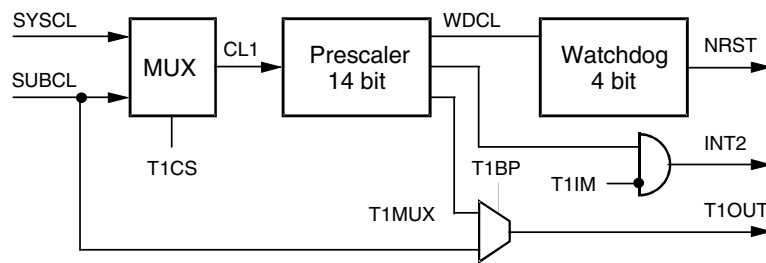 SYSCL
WDCL
CL1
Prescaler
14 bit
Watchdog
4 bit
NRST
MUX
SUBCL
INT2
T1CS
T1BP
T1IM
T1MUX
T1OUT